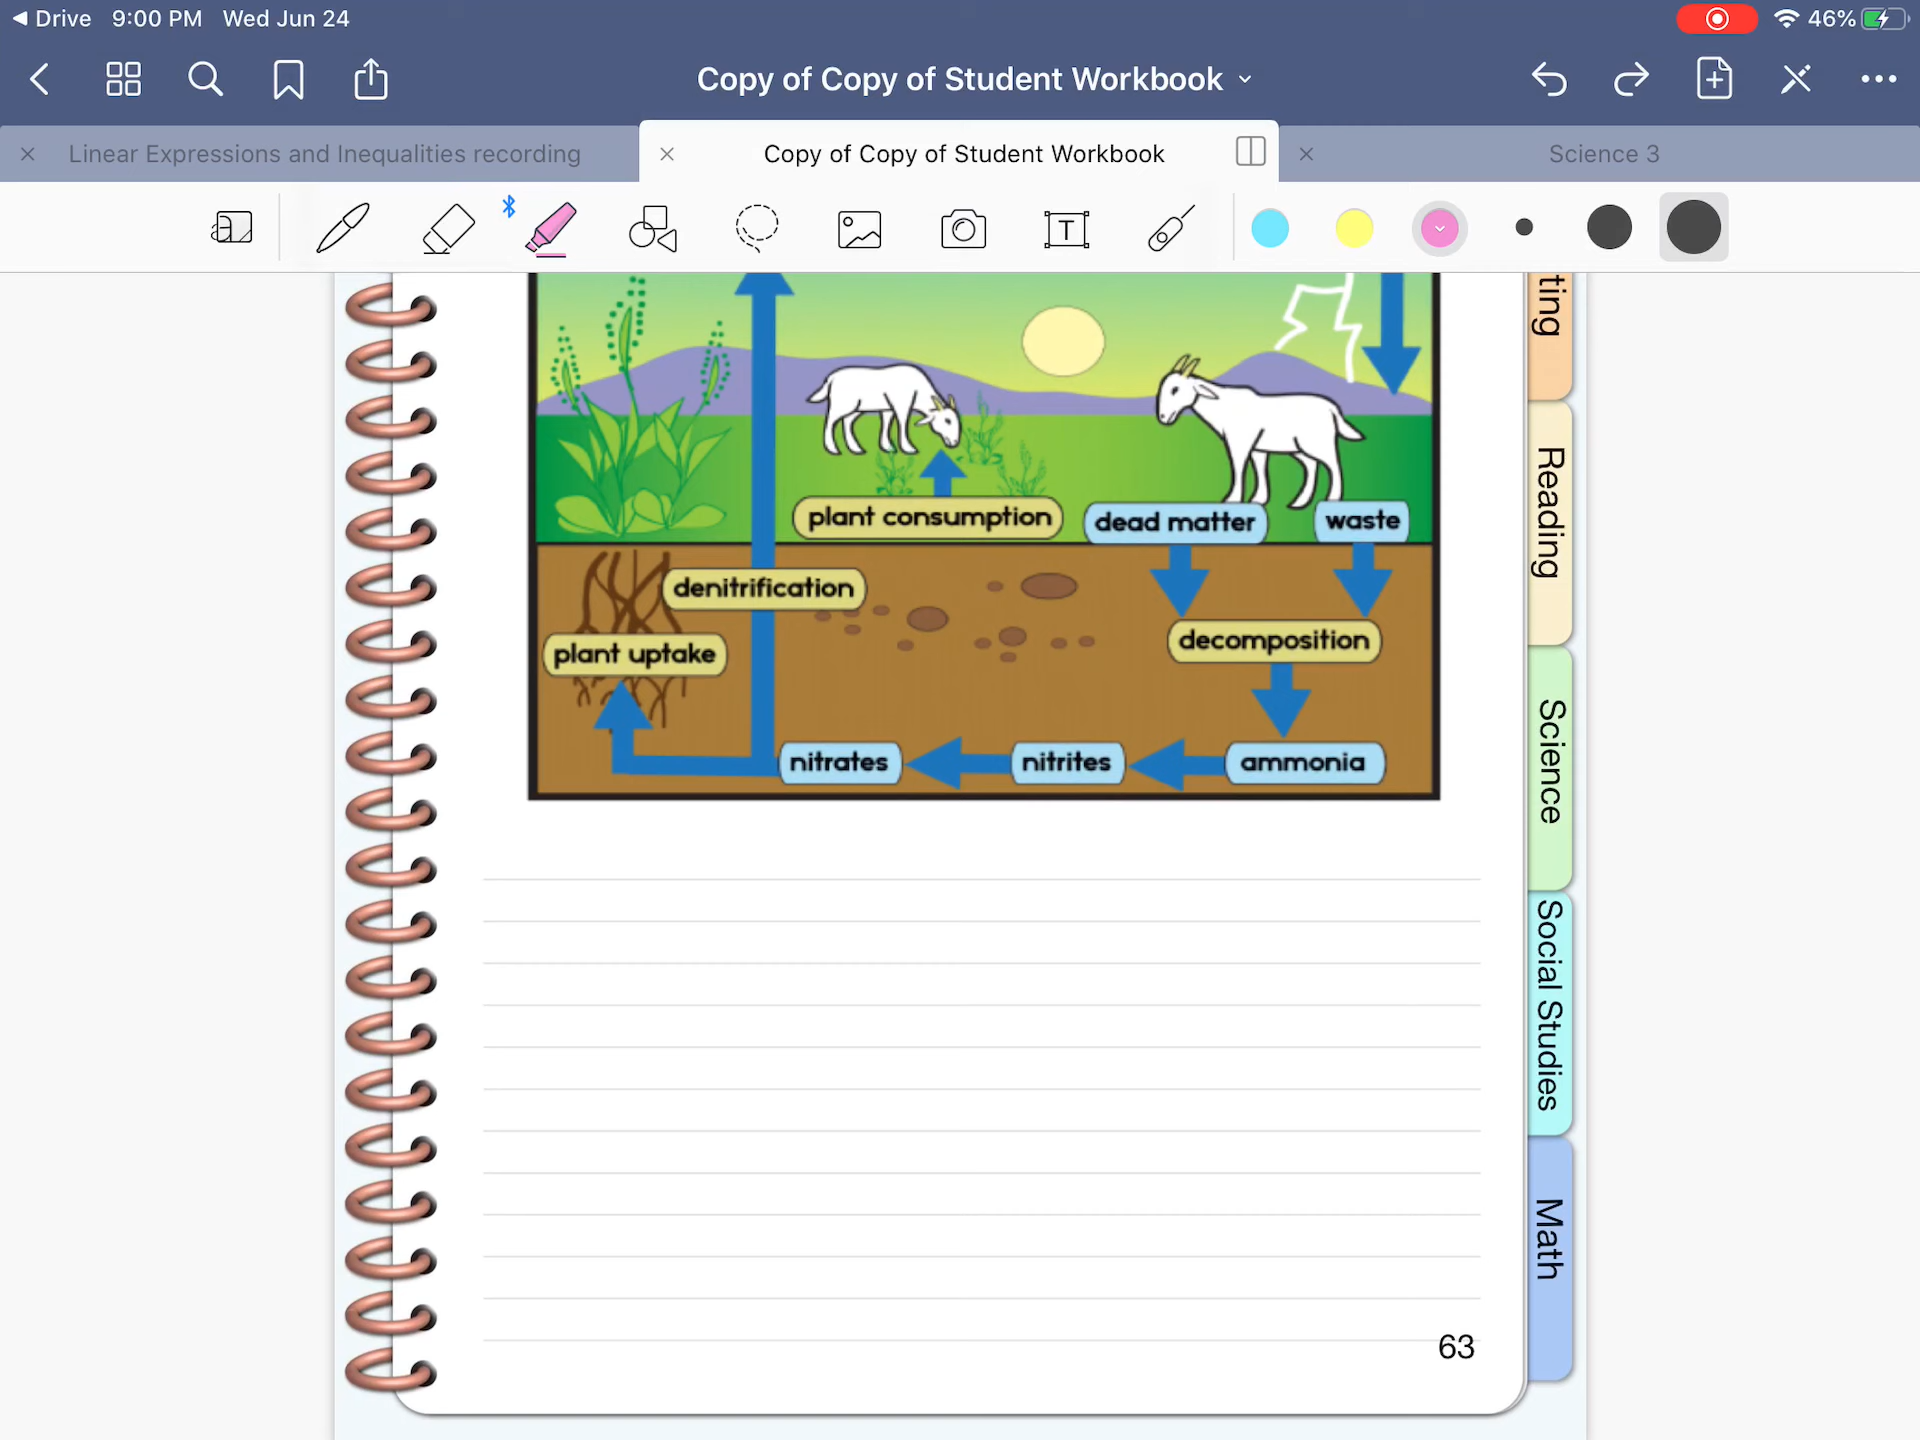 Drive 9:00 PM Wed Jun 24 46%
Copy of Copy of Student Workbook
Linear Expressions and Inequalities recording Copy of Copy of Student Workbook Science 3
T
ting
Reading
Science
Social Studies
Math
plant consumption
dead matter
waste
denitrification
plant uptake
decomposition
nitrates
nitrites
ammonia
63